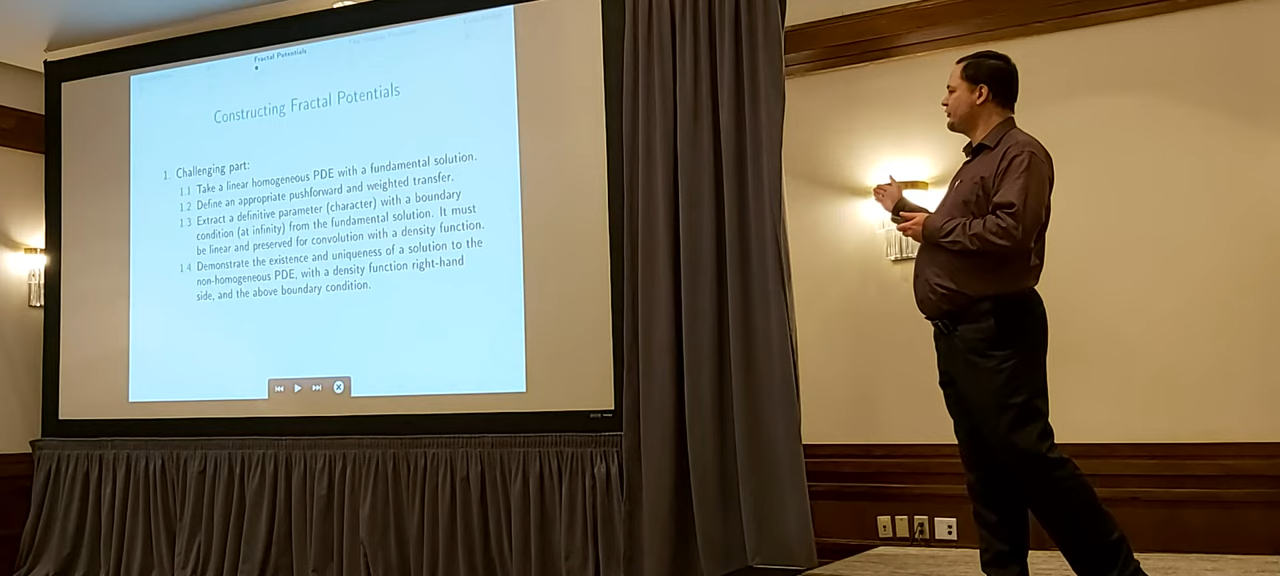 Fractal Potentials
Constructing Fractal Potentials
1. Challenging part:
1.1 Take a linear homogeneous PDE with a fundamental solution.
1.2 Define an appropriate pushforward and weighted transfer.
1.3 Extract a definitive parameter (character) with a boundary
condition (at infinity) from the fundamental solution. It must
be linear and preserved for convolution with a density function.
1.4 Demonstrate the existence and uniqueness of a solution to the
non-homogeneous PDE, with a density function right-hand
side, and the above boundary condition.